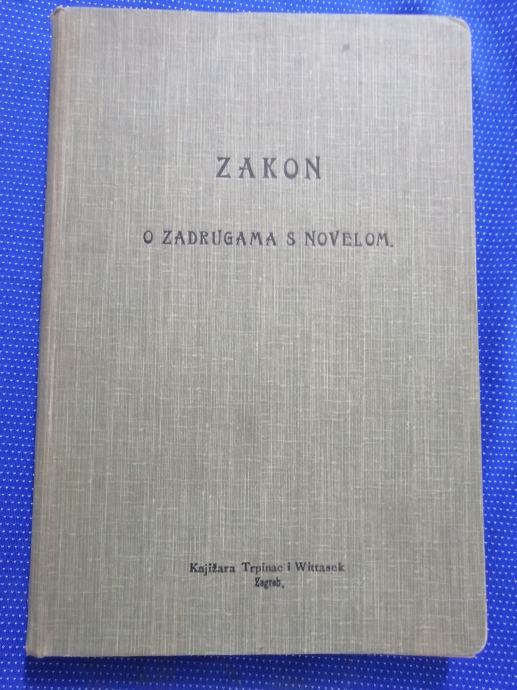 ZAKON
O ZADRUGAMA S NOVELOM.
Knjižara Trpinac i Wittasek
Zagreb.